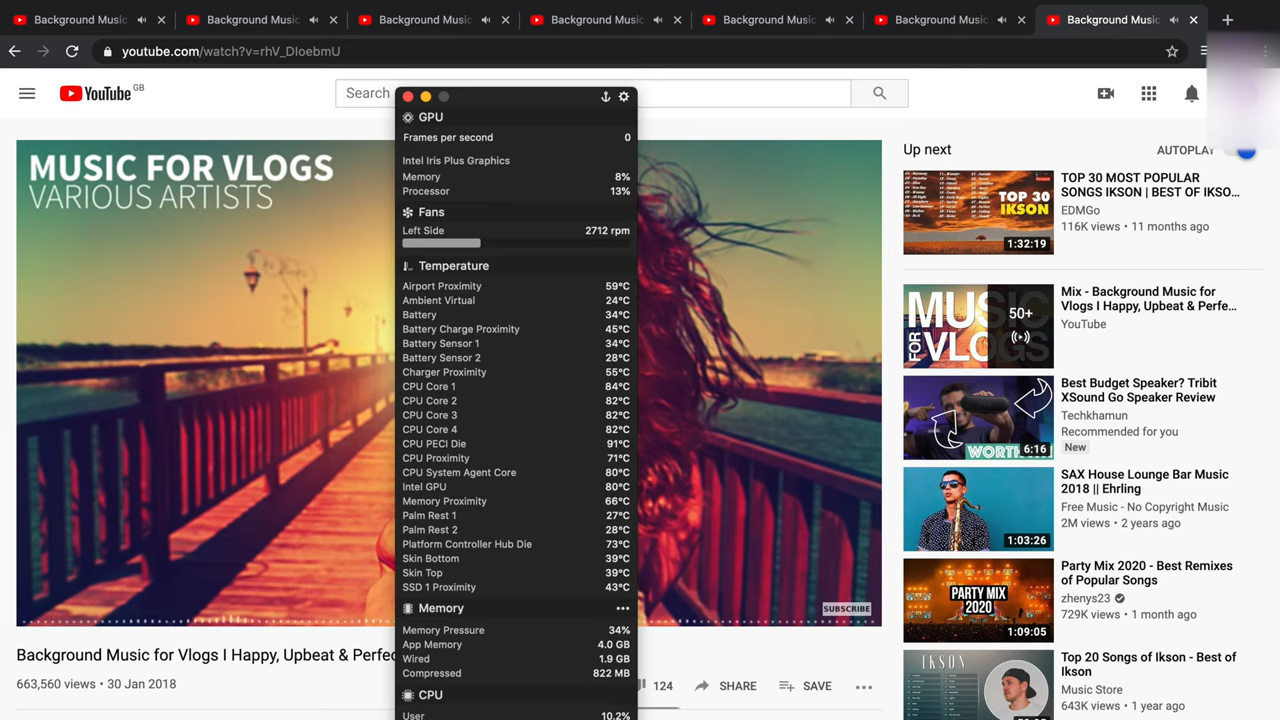 Background Music
Background Music
Background Music
Background Music
Background Music
Background Music
Background Music
youtube.com/watch?v=rhV_DIoebmU
YouTube GB
Search
MUSIC FOR VLOGS
VARIOUS ARTISTS
SUBSCRIBE
Background Music for Vlogs I Happy, Upbeat &
663,560 views • 30 Jan 2018
124
SHARE
SAVE
GPU
Frames per second 0
Intel Iris Plus Graphics
Memory 8%
Processor 13%
Fans
Left Side 2712 rpm
Temperature
Airport Proximity 59°C
Ambient Virtual 24°C
Battery 34°C
Battery Charge Proximity 45°C
Battery Sensor 1 34°C
Battery Sensor 2 28°C
Charger Proximity 55°C
CPU Core 1 84°C
CPU Core 2 82°C
CPU Core 3 82°C
CPU Core 4 82°C
CPU PECI Die 91°C
CPU Proximity 71°C
CPU System Agent Core 80°C
Intel GPU 80°C
Memory Proximity 66°C
Palm Rest 1 27°C
Palm Rest 2 28°C
Platform Controller Hub Die 73°C
Skin Bottom 39°C
Skin Top 39°C
SSD 1 Proximity 43°C
Memory
Memory Pressure 34%
App Memory 4.0 GB
Wired 1.9 GB
Compressed 822 MB
CPU
User 10.2%
Up next
AUTOPLAY
TOP 30
IKSON
1:32:19
TOP 30 MOST POPULAR
SONGS IKSON | BEST OF IKSO...
EDMGo
116K views • 11 months ago
MUSIC
FOR VLOGS
50+
Mix - Background Music for
Vlogs I Happy, Upbeat & Perfe...
YouTube
WORTH
6:16
Best Budget Speaker? Tribit
XSound Go Speaker Review
Techkhamun
Recommended for you
New
1:03:26
SAX House Lounge Bar Music
2018 || Ehrling
Free Music - No Copyright Music
2M views • 2 years ago
PARTY MIX
2020
1:09:05
Party Mix 2020 - Best Remixes
of Popular Songs
zhenys23
729K views • 1 month ago
IKSON
Top 20 Songs of Ikson - Best of
Ikson
Music Store
643K views • 1 year ago